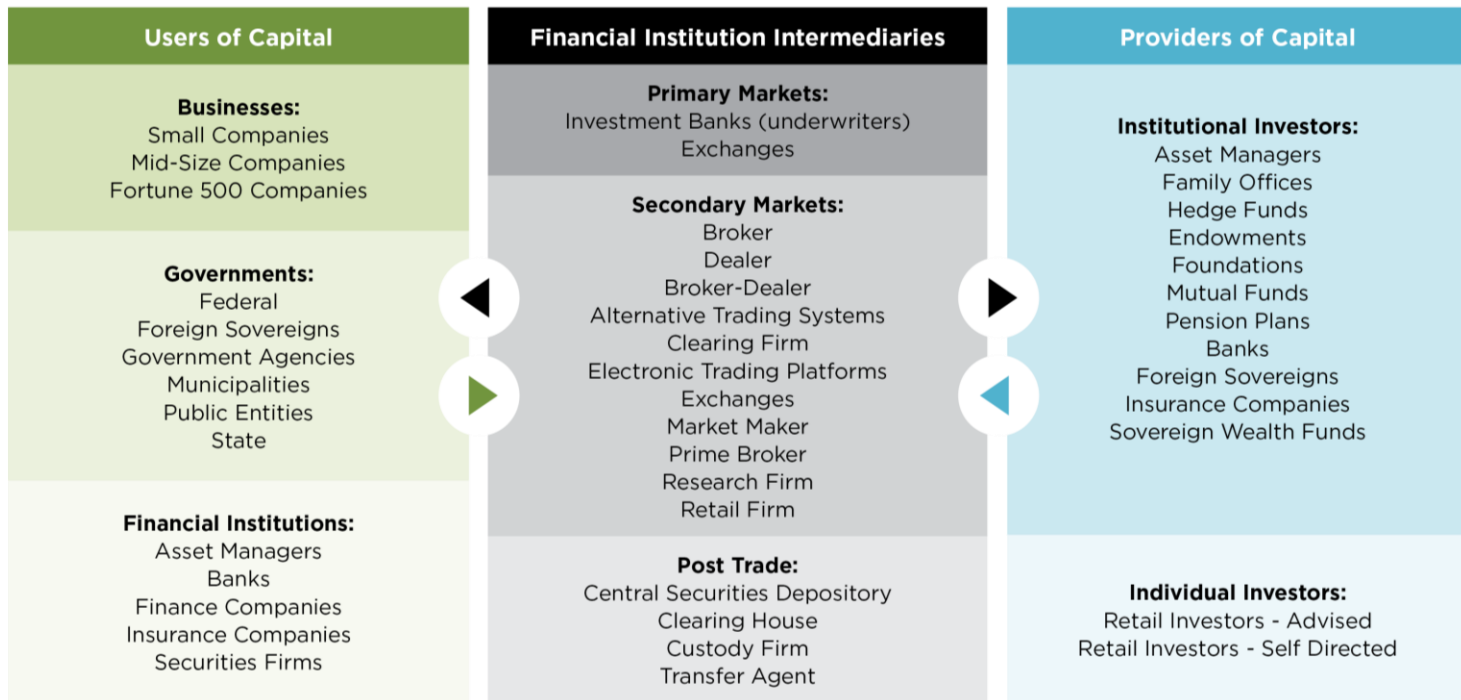 Users of Capital
Businesses:
Small Companies
Mid-Size Companies
Fortune 500 Companies
Governments:
Federal
Foreign Sovereigns
Government Agencies
Municipalities
Public Entities
State
Financial Institutions:
Asset Managers
Banks
Finance Companies
Insurance Companies
Securities Firms
Financial Institution Intermediaries
Primary Markets:
Investment Banks (underwriters)
Exchanges
Secondary Markets:
Broker
Dealer
Broker-Dealer
Alternative Trading Systems
Clearing Firm
Electronic Trading Platforms
Exchanges
Market Maker
Prime Broker
Research Firm
Retail Firm
Post Trade:
Central Securities Depository
Clearing House
Custody Firm
Transfer Agent
Providers of Capital
Institutional Investors:
Asset Managers
Family Offices
Hedge Funds
Endowments
Foundations
Mutual Funds
Pension Plans
Banks
Foreign Sovereigns
Insurance Companies
Sovereign Wealth Funds
Individual Investors:
Retail Investors - Advised
Retail Investors - Self Directed